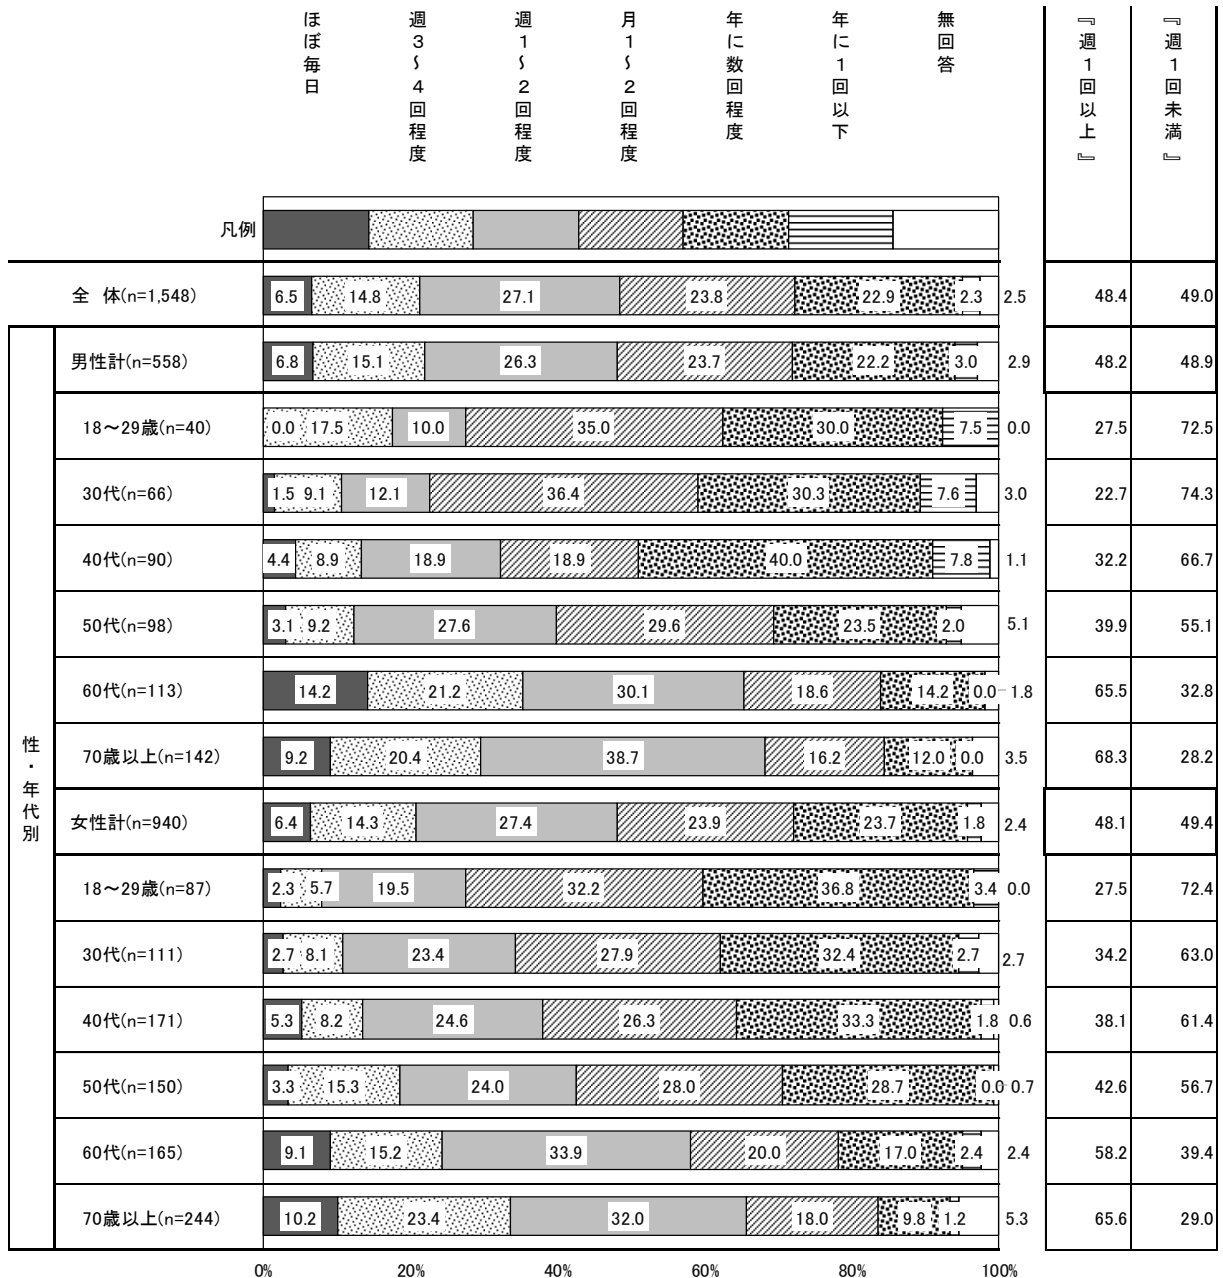 ほぼ毎日
週３～４回程度
週１～２回程度
月１～２回程度
年に数回程度
年に１回以下
無回答
『週１回以上』
『週１回未満』
凡例
全 体(n=1,548) 6.5 14.8 27.1 23.8 22.9 2.3 2.5 48.4 49.0
性・年代別
男性計(n=558) 6.8 15.1 26.3 23.7 22.2 3.0 2.9 48.2 48.9
18～29歳(n=40) 0.0 17.5 10.0 35.0 30.0 7.5 0.0 27.5 72.5
30代(n=66) 1.5 9.1 12.1 36.4 30.3 7.6 3.0 22.7 74.3
40代(n=90) 4.4 8.9 18.9 18.9 40.0 7.8 1.1 32.2 66.7
50代(n=98) 3.1 9.2 27.6 29.6 23.5 2.0 5.1 39.9 55.1
60代(n=113) 14.2 21.2 30.1 18.6 14.2 0.0 1.8 65.5 32.8
70歳以上(n=142) 9.2 20.4 38.7 16.2 12.0 0.0 3.5 68.3 28.2
女性計(n=940) 6.4 14.3 27.4 23.9 23.7 1.8 2.4 48.1 49.4
18～29歳(n=87) 2.3 5.7 19.5 32.2 36.8 3.4 0.0 27.5 72.4
30代(n=111) 2.7 8.1 23.4 27.9 32.4 2.7 2.7 34.2 63.0
40代(n=171) 5.3 8.2 24.6 26.3 33.3 1.8 0.6 38.1 61.4
50代(n=150) 3.3 15.3 24.0 28.0 28.7 0.0 0.7 42.6 56.7
60代(n=165) 9.1 15.2 33.9 20.0 17.0 2.4 2.4 58.2 39.4
70歳以上(n=244) 10.2 23.4 32.0 18.0 9.8 1.2 5.3 65.6 29.0
0% 20% 40% 60% 80% 100%